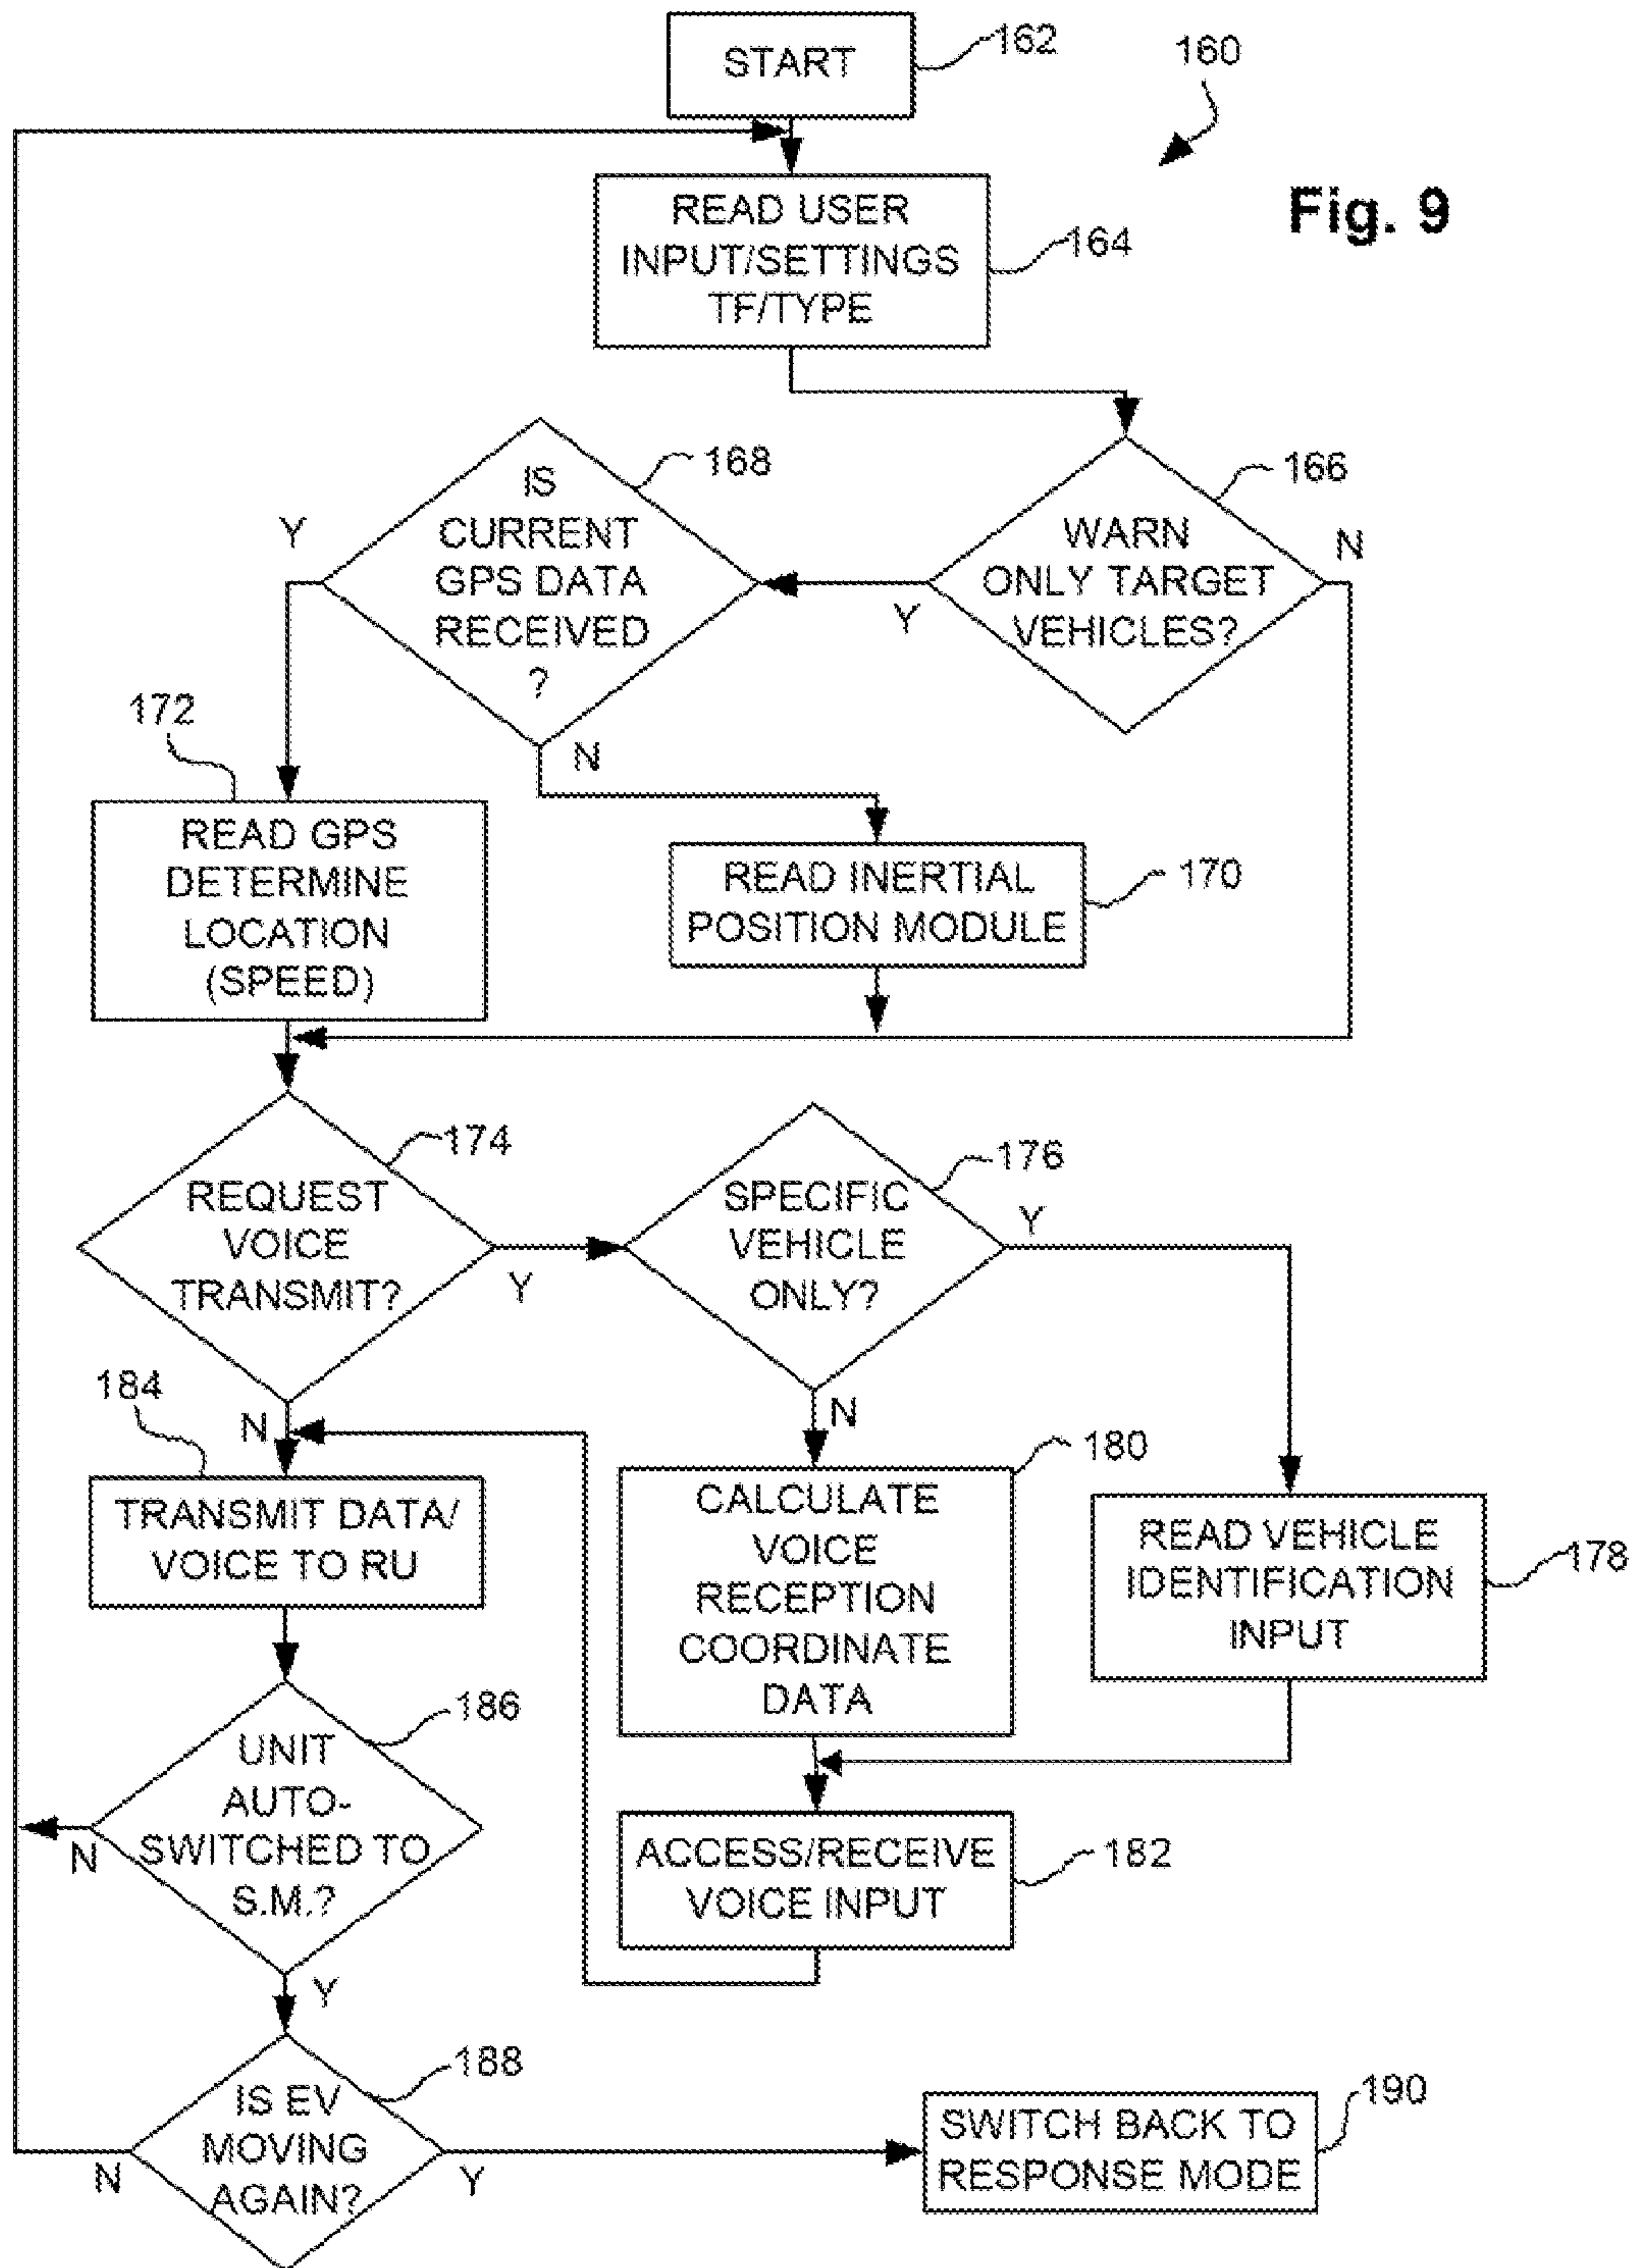 START
162
160
Fig. 9
READ USER
INPUT/SETTINGS
TF/TYPE
164
168
IS
CURRENT
GPS DATA
RECEIVED
?
Y
N
166
WARN
ONLY TARGET
VEHICLES?
N
Y
172
READ GPS
DETERMINE
LOCATION
(SPEED)
READ INERTIAL
POSITION MODULE
170
174
REQUEST
VOICE
TRANSMIT?
Y
N
176
SPECIFIC
VEHICLE
ONLY?
Y
N
184
TRANSMIT DATA/
VOICE TO RU
180
CALCULATE
VOICE
RECEPTION
COORDINATE
DATA
READ VEHICLE
IDENTIFICATION
INPUT
178
186
UNIT
AUTO-
SWITCHED TO
S.M.?
N
Y
ACCESS/RECEIVE
VOICE INPUT
182
188
IS EV
MOVING
AGAIN?
N
Y
SWITCH BACK TO
RESPONSE MODE
190